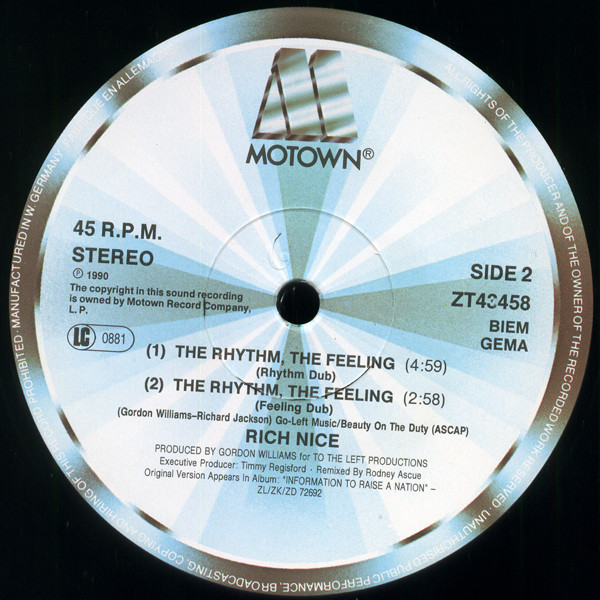 MOTOWN®
45 R.P.M.
STEREO
℗ 1990
The copyright in this sound recording
is owned by Motown Record Company,
L.P.
LC 0881
SIDE 2
ZT43458
BIEM
GEMA
(1) THE RHYTHM, THE FEELING (4:59)
(Rhythm Dub)
(2) THE RHYTHM, THE FEELING (2:58)
(Feeling Dub)
(Gordon Williams–Richard Jackson) Go-Left Music/Beauty On The Duty (ASCAP)
RICH NICE
PRODUCED BY GORDON WILLIAMS for TO THE LEFT PRODUCTIONS
Executive Producer: Timmy Regisford · Remixed By Rodney Ascue
Original Version Appears In Album: "INFORMATION TO RAISE A NATION" –
ZL/ZK/ZD 72692
ALL RIGHTS OF THE PRODUCER AND OF THE OWNER OF THE RECORDED WORK RESERVED · UNAUTHORISED PUBLIC PERFORMANCE, BROADCASTING, COPYING AND HIRING OF THIS RECORD PROHIBITED · MANUFACTURED IN W. GERMANY · EN ALLEMAGNE